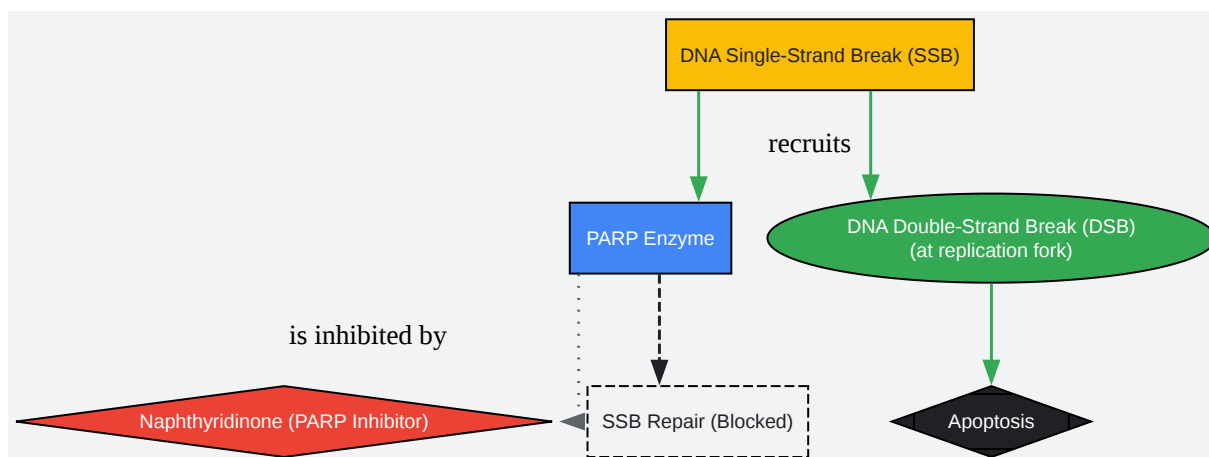 DNA Single-Strand Break (SSB)
recruits
PARP Enzyme
DNA Double-Strand Break (DSB)
(at replication fork)
is inhibited by
Naphthyridinone (PARP Inhibitor)
SSB Repair (Blocked)
Apoptosis